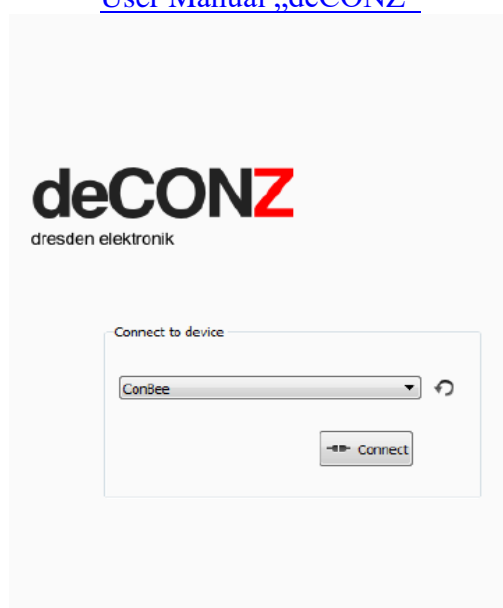 User Manual „deCONZ“
deCONZ
dresden elektronik
Connect to device
ConBee
Connect